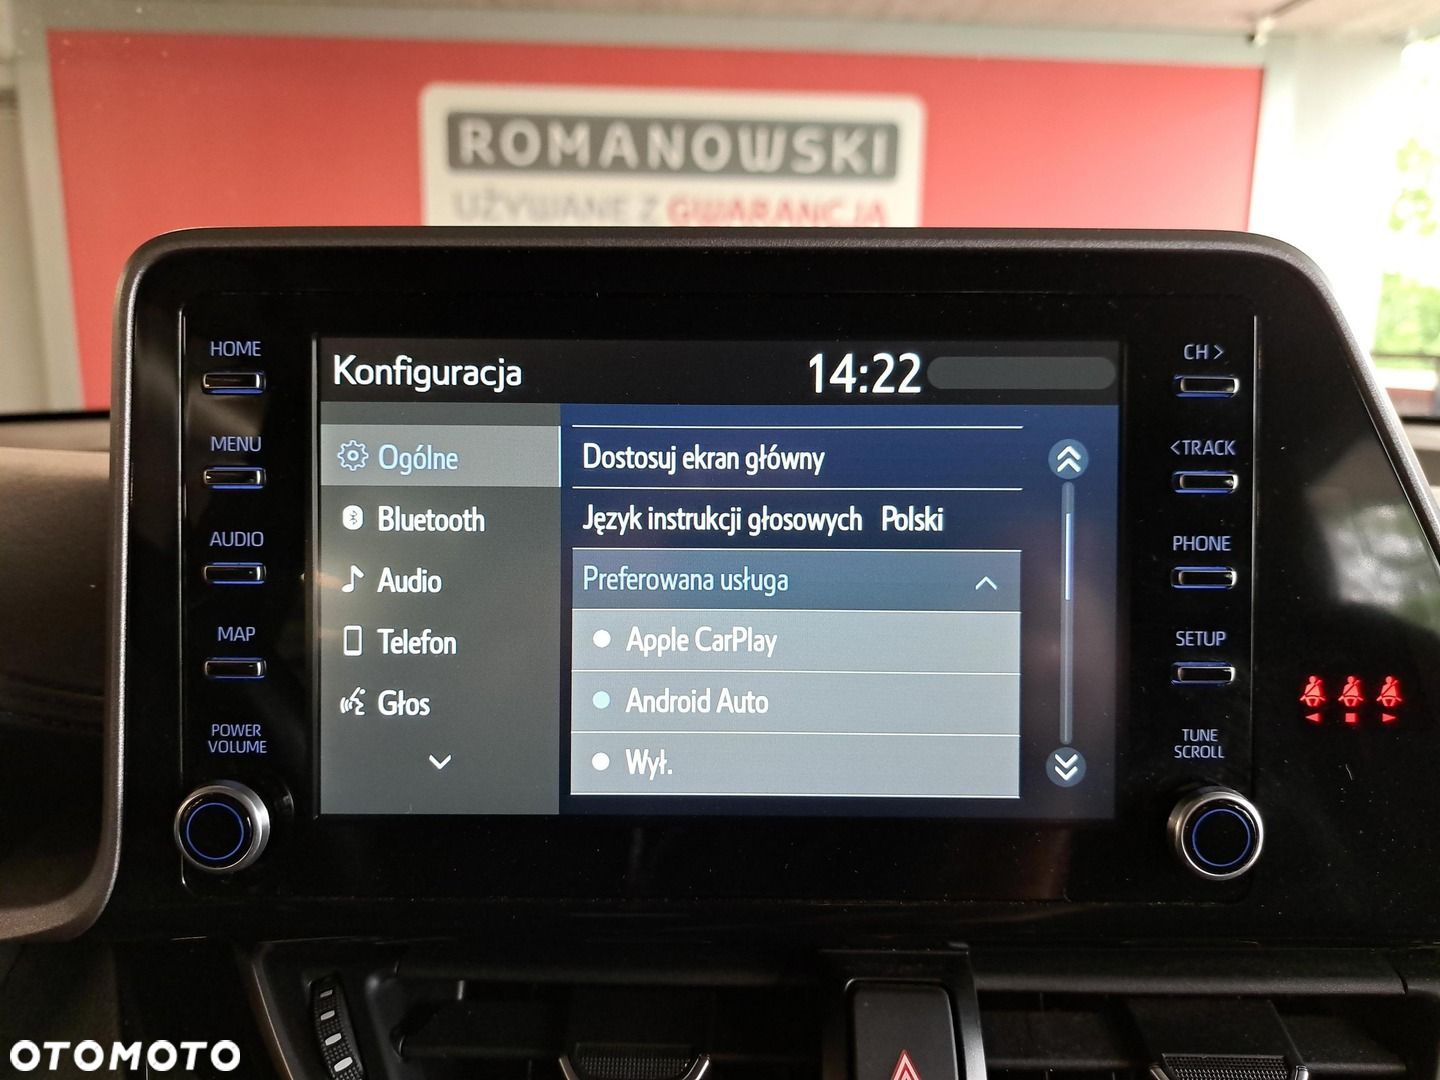 ROMANOWSKI
UŻYWANE Z GWARANCJĄ
HOME
MENU
AUDIO
MAP
POWER
VOLUME
Konfiguracja 14:22
Ogólne
Bluetooth
Audio
Telefon
Głos
Dostosuj ekran główny
Język instrukcji głosowych Polski
Preferowana usługa
Apple CarPlay
Android Auto
Wył.
CH >
<TRACK
PHONE
SETUP
TUNE
SCROLL
OTOMOTO